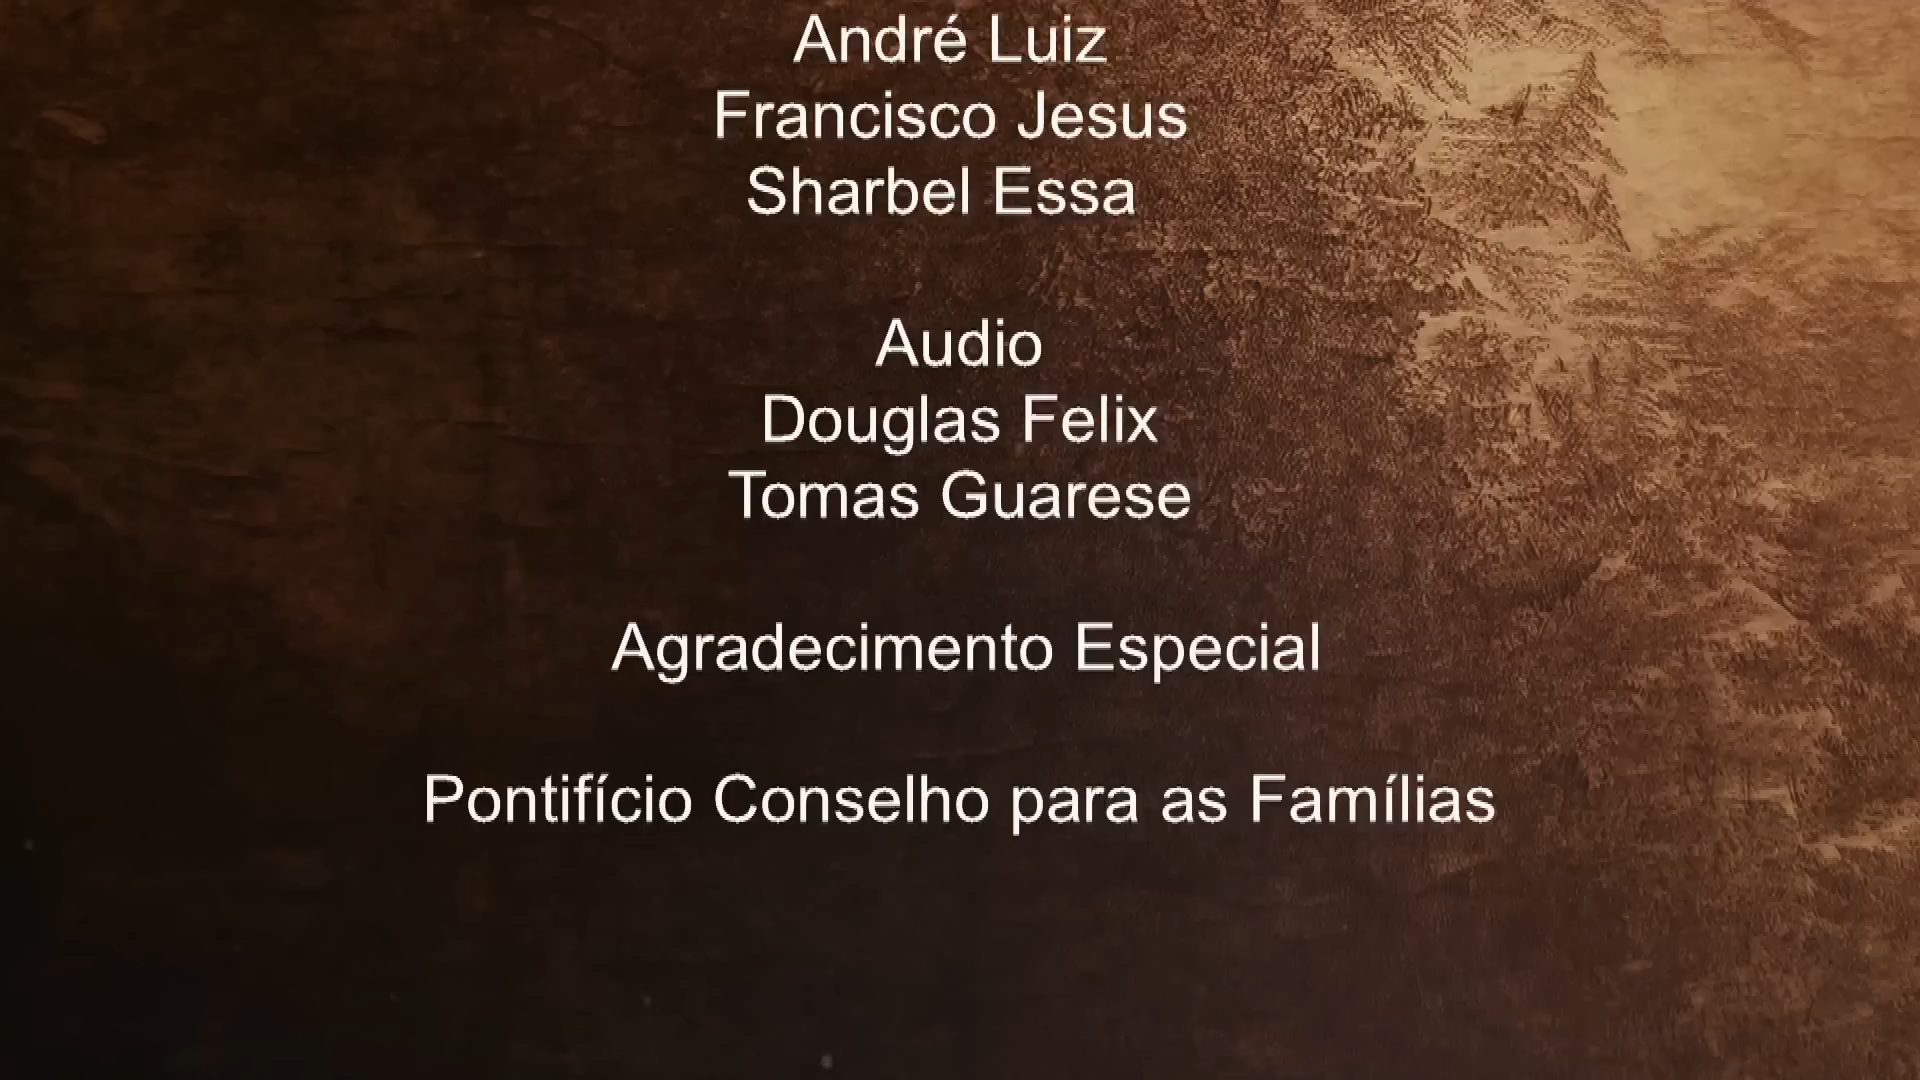 André Luiz
Francisco Jesus
Sharbel Essa
Audio
Douglas Felix
Tomas Guarese
Agradecimento Especial
Pontifício Conselho para as Famílias